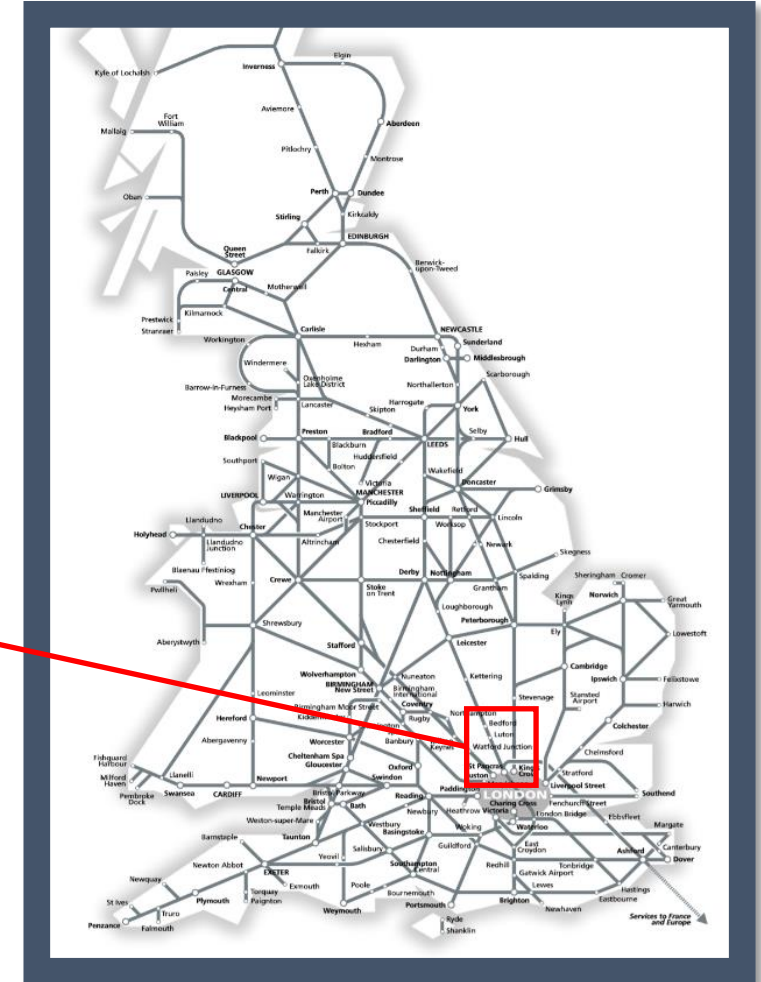 Elgin
Inverness
Kyle of Lochalsh
Aviemore
Fort
William
Mallaig
Aberdeen
Pitlochry
Montrose
Perth
Dundee
Oban
Stirling
Kirkcaldy
EDINBURGH
Queen
Street
Falkirk
Berwick-
upon-Tweed
Paisley
GLASGOW
Central
Motherwell
Prestwick
Kilmarnock
Stranraer
Carlisle
NEWCASTLE
Workington
Hexham
Sunderland
Durham
Darlington
Middlesbrough
Windermere
Scarborough
Oxenholme
Lake District
Barrow-in-Furness
Northallerton
Morecambe
Heysham Port
Lancaster
Harrogate
Skipton
York
Blackpool
Preston
Bradford
Selby
Hull
Blackburn
LEEDS
Huddersfield
Southport
Bolton
Wakefield
Wigan
Victoria
Doncaster
LIVERPOOL
Warrington
MANCHESTER
Piccadilly
Grimsby
Manchester
Airport
Sheffield
Retford
Llandudno
Stockport
Worksop
Lincoln
Holyhead
Chester
Llandudno
Junction
Altrincham
Chesterfield
Newark
Skegness
Blaenau Ffestiniog
Wrexham
Crewe
Derby
Nottingham
Spalding
Sheringham
Cromer
Pwllheli
Stoke
on Trent
Grantham
Kings
Lynn
Norwich
Great
Yarmouth
Loughborough
Shrewsbury
Peterborough
Ely
Lowestoft
Aberystwyth
Stafford
Leicester
Wolverhampton
Nuneaton
Kettering
Cambridge
BIRMINGHAM
New Street
Birmingham
International
Ipswich
Felixstowe
Leominster
Birmingham Moor Street
Coventry
Stevenage
Stansted
Airport
Harwich
Hereford
Rugby
Northampton
Bedford
Colchester
Luton
Abergavenny
Worcester
Banbury
Keynes
Watford Junction
Chelmsford
Cheltenham Spa
Gloucester
Oxford
St Pancras
Euston
Stratford
Fishguard
Harbour
Llanelli
Swindon
Liverpool Street
Milford
Haven
Pembroke
Dock
Swansea
CARDIFF
Newport
Bristol Parkway
Reading
Paddington
LONDON
Southend
Bristol
Temple Meads
Bath
Newbury
Heathrow
Victoria
Charing Cross
Fenchurch Street
London Bridge
Ebbsfleet
Weston-super-Mare
Westbury
Basingstoke
Woking
Waterloo
Margate
Barnstaple
Taunton
Salisbury
Guildford
East
Croydon
Canterbury
Ashford
Dover
Newton Abbot
Yeovil
Southampton
Central
Redhill
Tonbridge
Gatwick Airport
EXETER
Newquay
Exmouth
Poole
Bournemouth
Lewes
Hastings
Eastbourne
St Ives
Plymouth
Torquay
Paignton
Weymouth
Portsmouth
Brighton
Newhaven
Truro
Penzance
Falmouth
Ryde
Shanklin
Services to France
and Europe